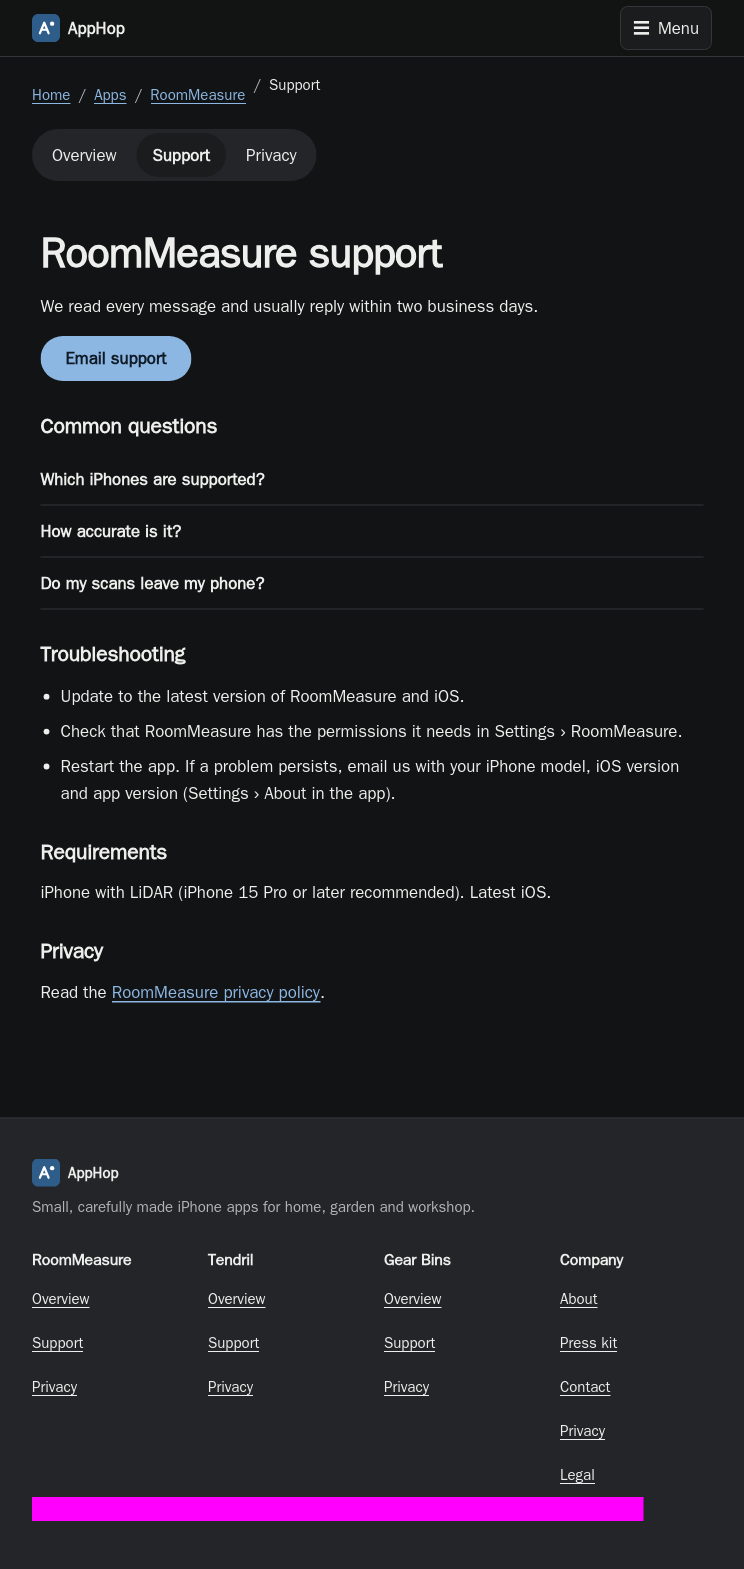 AppHop
☰ Menu
Home / Apps / RoomMeasure / Support
Overview Support Privacy
RoomMeasure support
We read every message and usually reply within two business days.
Email support
Common questions
Which iPhones are supported?
How accurate is it?
Do my scans leave my phone?
Troubleshooting
• Update to the latest version of RoomMeasure and iOS.
• Check that RoomMeasure has the permissions it needs in Settings › RoomMeasure.
• Restart the app. If a problem persists, email us with your iPhone model, iOS version
and app version (Settings › About in the app).
Requirements
iPhone with LiDAR (iPhone 15 Pro or later recommended). Latest iOS.
Privacy
Read the RoomMeasure privacy policy.
AppHop
Small, carefully made iPhone apps for home, garden and workshop.
RoomMeasure
Overview
Support
Privacy
Tendril
Overview
Support
Privacy
Gear Bins
Overview
Support
Privacy
Company
About
Press kit
Contact
Privacy
Legal